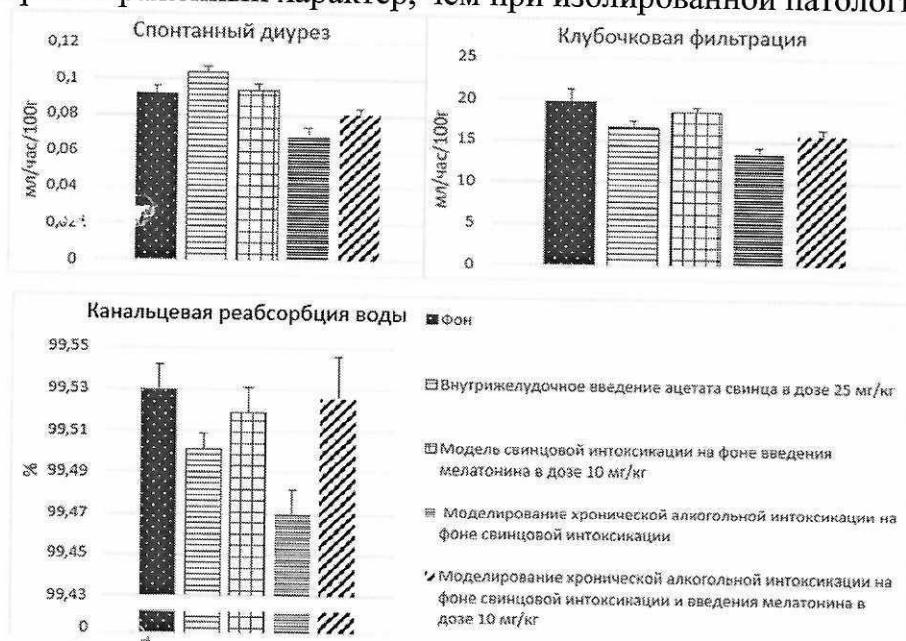 характер, чем при изолированной
Спонтанный диурез
0,12
0,1
0,08
0,06
0,04
0
мл/час/100г
Клубочковая фильтрация
25
20
15
10
5
0
мл/час/100г
Канальцевая реабсорбция воды
99,55
99,53
99,51
99,49
99,47
99,45
99,43
0
%
Фон
Внутрижелудочное введение ацетата свинца в дозе 25 мг/кг
Модель свинцовой интоксикации на фоне введения
мелатонина в дозе 10 мг/кг
Моделирование хронической алкогольной интоксикации на
фоне свинцовой интоксикации
Моделирование хронической алкогольной интоксикации на
фоне свинцовой интоксикации и введения мелатонина в
дозе 10 мг/кг